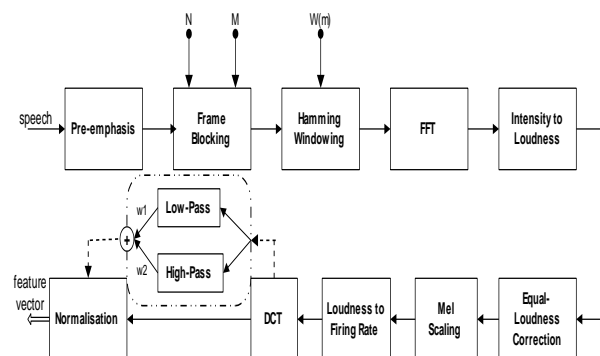 N
M
W(m)
speech
Pre-emphasis
Frame
Blocking
Hamming
Windowing
FFT
Intensity to
Loudness
w1
Low-Pass
+
w2
High-Pass
feature
vector
Normalisation
DCT
Loudness to
Firing Rate
Mel
Scaling
Equal-
Loudness
Correction